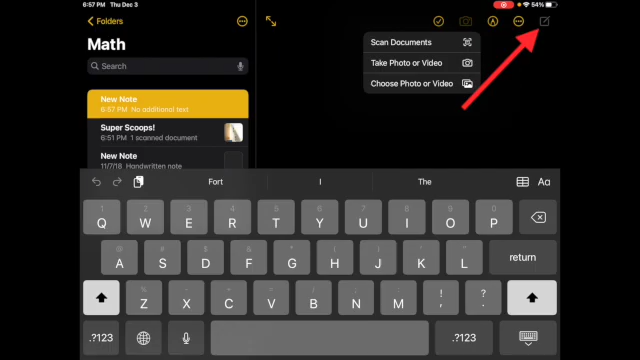 6:57 PM Thu Dec 3
54%
Folders
Math
Search
New Note
6:57 PM No additional text
Super Scoops!
6:51 PM 1 scanned document
New Note
11/7/18 Handwritten note
Scan Documents
Take Photo or Video
Choose Photo or Video
Fort I The Aa
1 2 3 4 5 6 7 8 9 0
Q W E R T Y U I O P
@ # $ & * ( ) ' "
A S D F G H J K L return
% - + = / ; :
Z X C V B N M ! , ? .
.?123 .?123